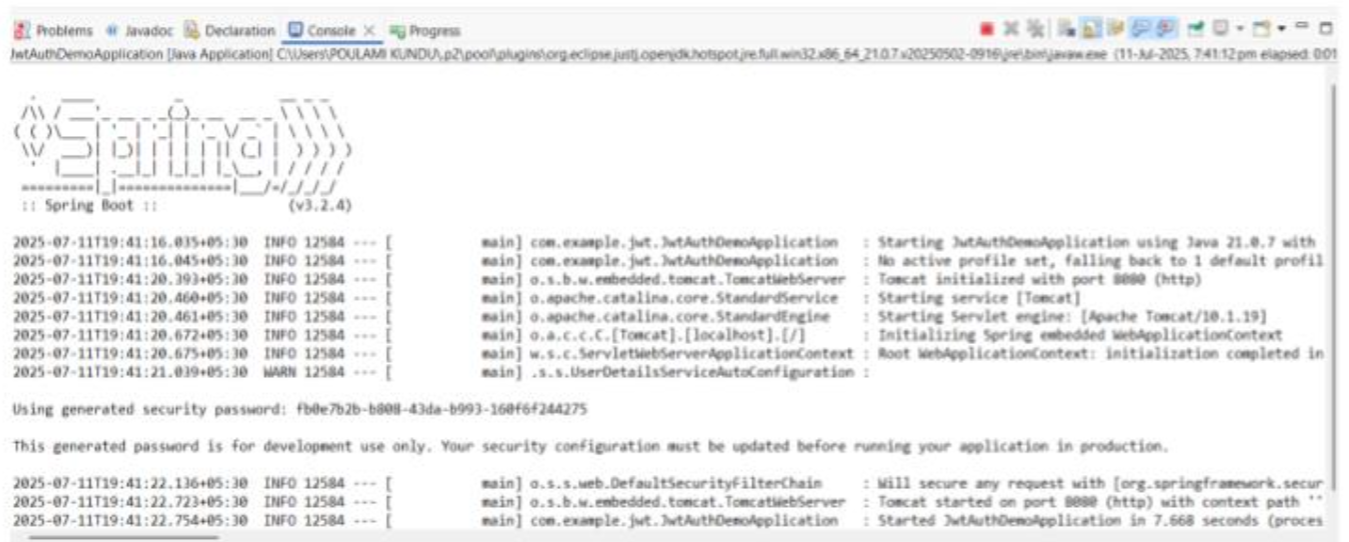 Problems @ Javadoc Declaration Console × Progress
JwtAuthDemoApplication [Java Application] C:\Users\POULAMI KUNDU\.p2\pool\plugins\org.eclipse.justj.openjdk.hotspot.jre.full.win32.x86_64_21.0.7.v20250502-0916\jre\bin\javaw.exe (11-Jul-2025, 7:41:12 pm elapsed: 0:01
Spring
:: Spring Boot :: (v3.2.4)
2025-07-11T19:41:16.035+05:30 INFO 12584 --- [ main] com.example.jwt.JwtAuthDemoApplication : Starting JwtAuthDemoApplication using Java 21.0.7 with
2025-07-11T19:41:16.045+05:30 INFO 12584 --- [ main] com.example.jwt.JwtAuthDemoApplication : No active profile set, falling back to 1 default profil
2025-07-11T19:41:20.393+05:30 INFO 12584 --- [ main] o.s.b.w.embedded.tomcat.TomcatWebServer : Tomcat initialized with port 8080 (http)
2025-07-11T19:41:20.460+05:30 INFO 12584 --- [ main] o.apache.catalina.core.StandardService : Starting service [Tomcat]
2025-07-11T19:41:20.461+05:30 INFO 12584 --- [ main] o.apache.catalina.core.StandardEngine : Starting Servlet engine: [Apache Tomcat/10.1.19]
2025-07-11T19:41:20.672+05:30 INFO 12584 --- [ main] o.a.c.c.C.[Tomcat].[localhost].[/] : Initializing Spring embedded WebApplicationContext
2025-07-11T19:41:20.675+05:30 INFO 12584 --- [ main] w.s.c.ServletWebServerApplicationContext : Root WebApplicationContext: initialization completed in
2025-07-11T19:41:21.039+05:30 WARN 12584 --- [ main] .s.s.UserDetailsServiceAutoConfiguration :
Using generated security password: fb0e7b2b-b808-43da-b993-160f6f244275
This generated password is for development use only. Your security configuration must be updated before running your application in production.
2025-07-11T19:41:22.136+05:30 INFO 12584 --- [ main] o.s.s.web.DefaultSecurityFilterChain : Will secure any request with [org.springframework.secur
2025-07-11T19:41:22.723+05:30 INFO 12584 --- [ main] o.s.b.w.embedded.tomcat.TomcatWebServer : Tomcat started on port 8080 (http) with context path ''
2025-07-11T19:41:22.754+05:30 INFO 12584 --- [ main] com.example.jwt.JwtAuthDemoApplication : Started JwtAuthDemoApplication in 7.668 seconds (proces